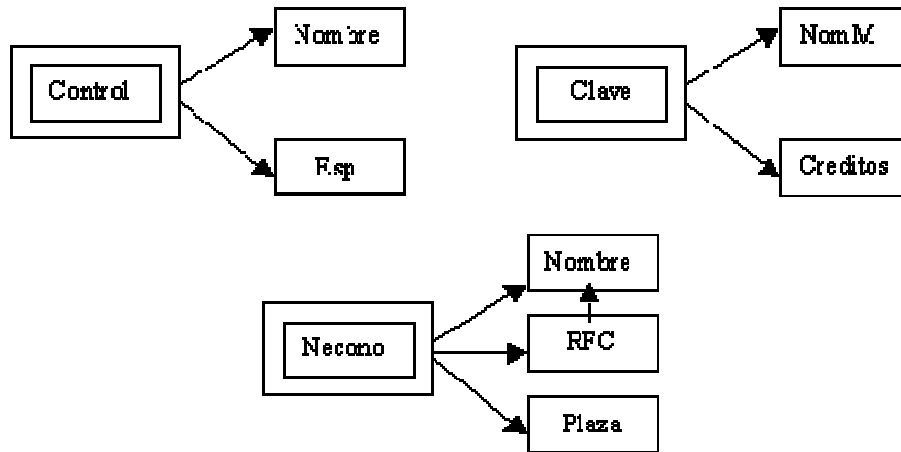 Nombre
Control
Esp
NomM.
Clave
Creditos
Nombre
Necono
RFC
Plaza